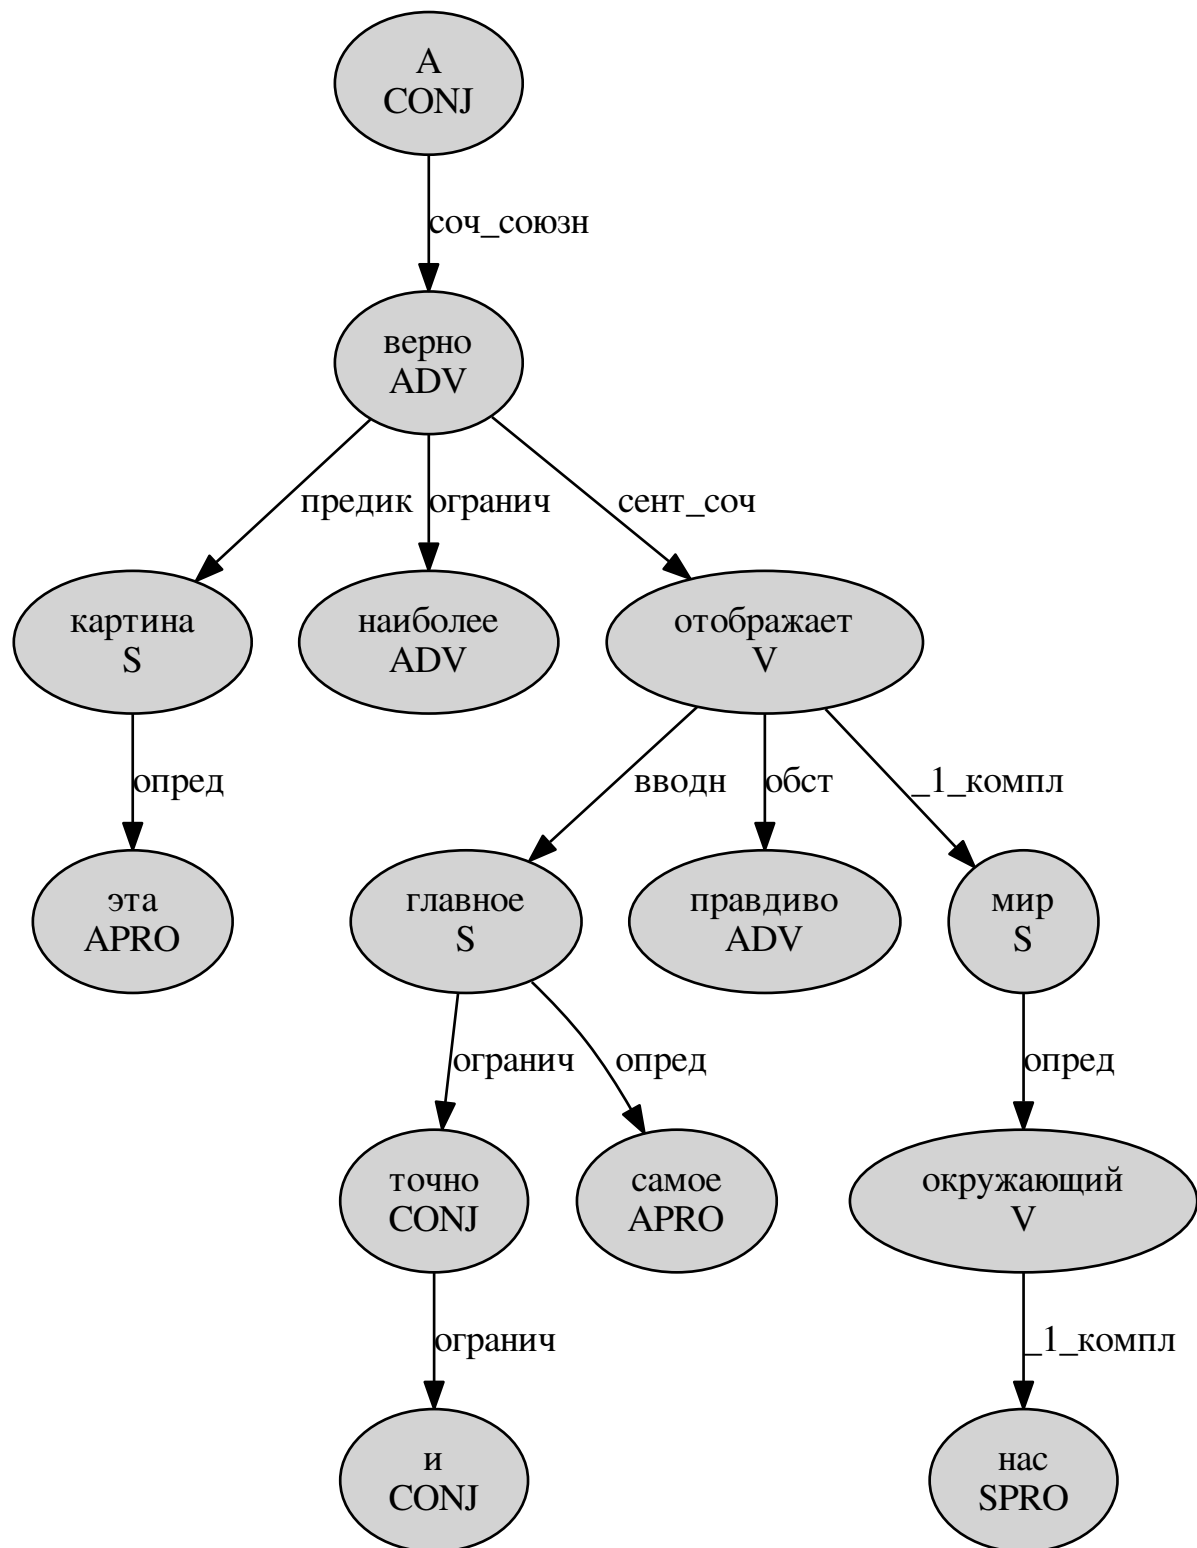 А
CONJ
соч_союзн
верно
ADV
предик
огранич
сент_соч
картина
S
наиболее
ADV
отображает
V
опред
вводн
обст
_1_компл
эта
APRO
главное
S
правдиво
ADV
мир
S
огранич
опред
опред
точно
CONJ
самое
APRO
окружающий
V
огранич
_1_компл
и
CONJ
нас
SPRO